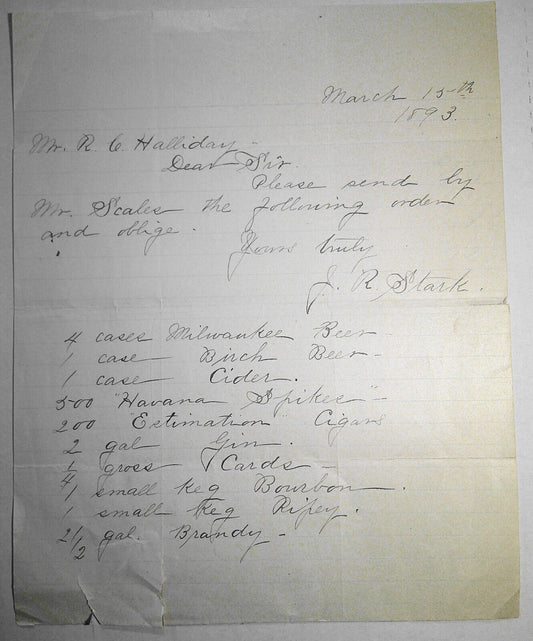 March 15th
1893.
Mr. R. C. Halliday -
Dear Sir.
Please send by
Mr. Scales the following order
and oblige.
Yours truly
J. R. Stark.
4 cases Milwaukee Beer -
1 case - Birch Beer -
1 case Cider.
500 "Havana Spikes" -
200 "Estimation" Cigars
2 gal Gin.
1/4 gross Cards -
1 small keg Bourbon.
1 small Keg Ripey.
2 1/2 gal. Brandy -